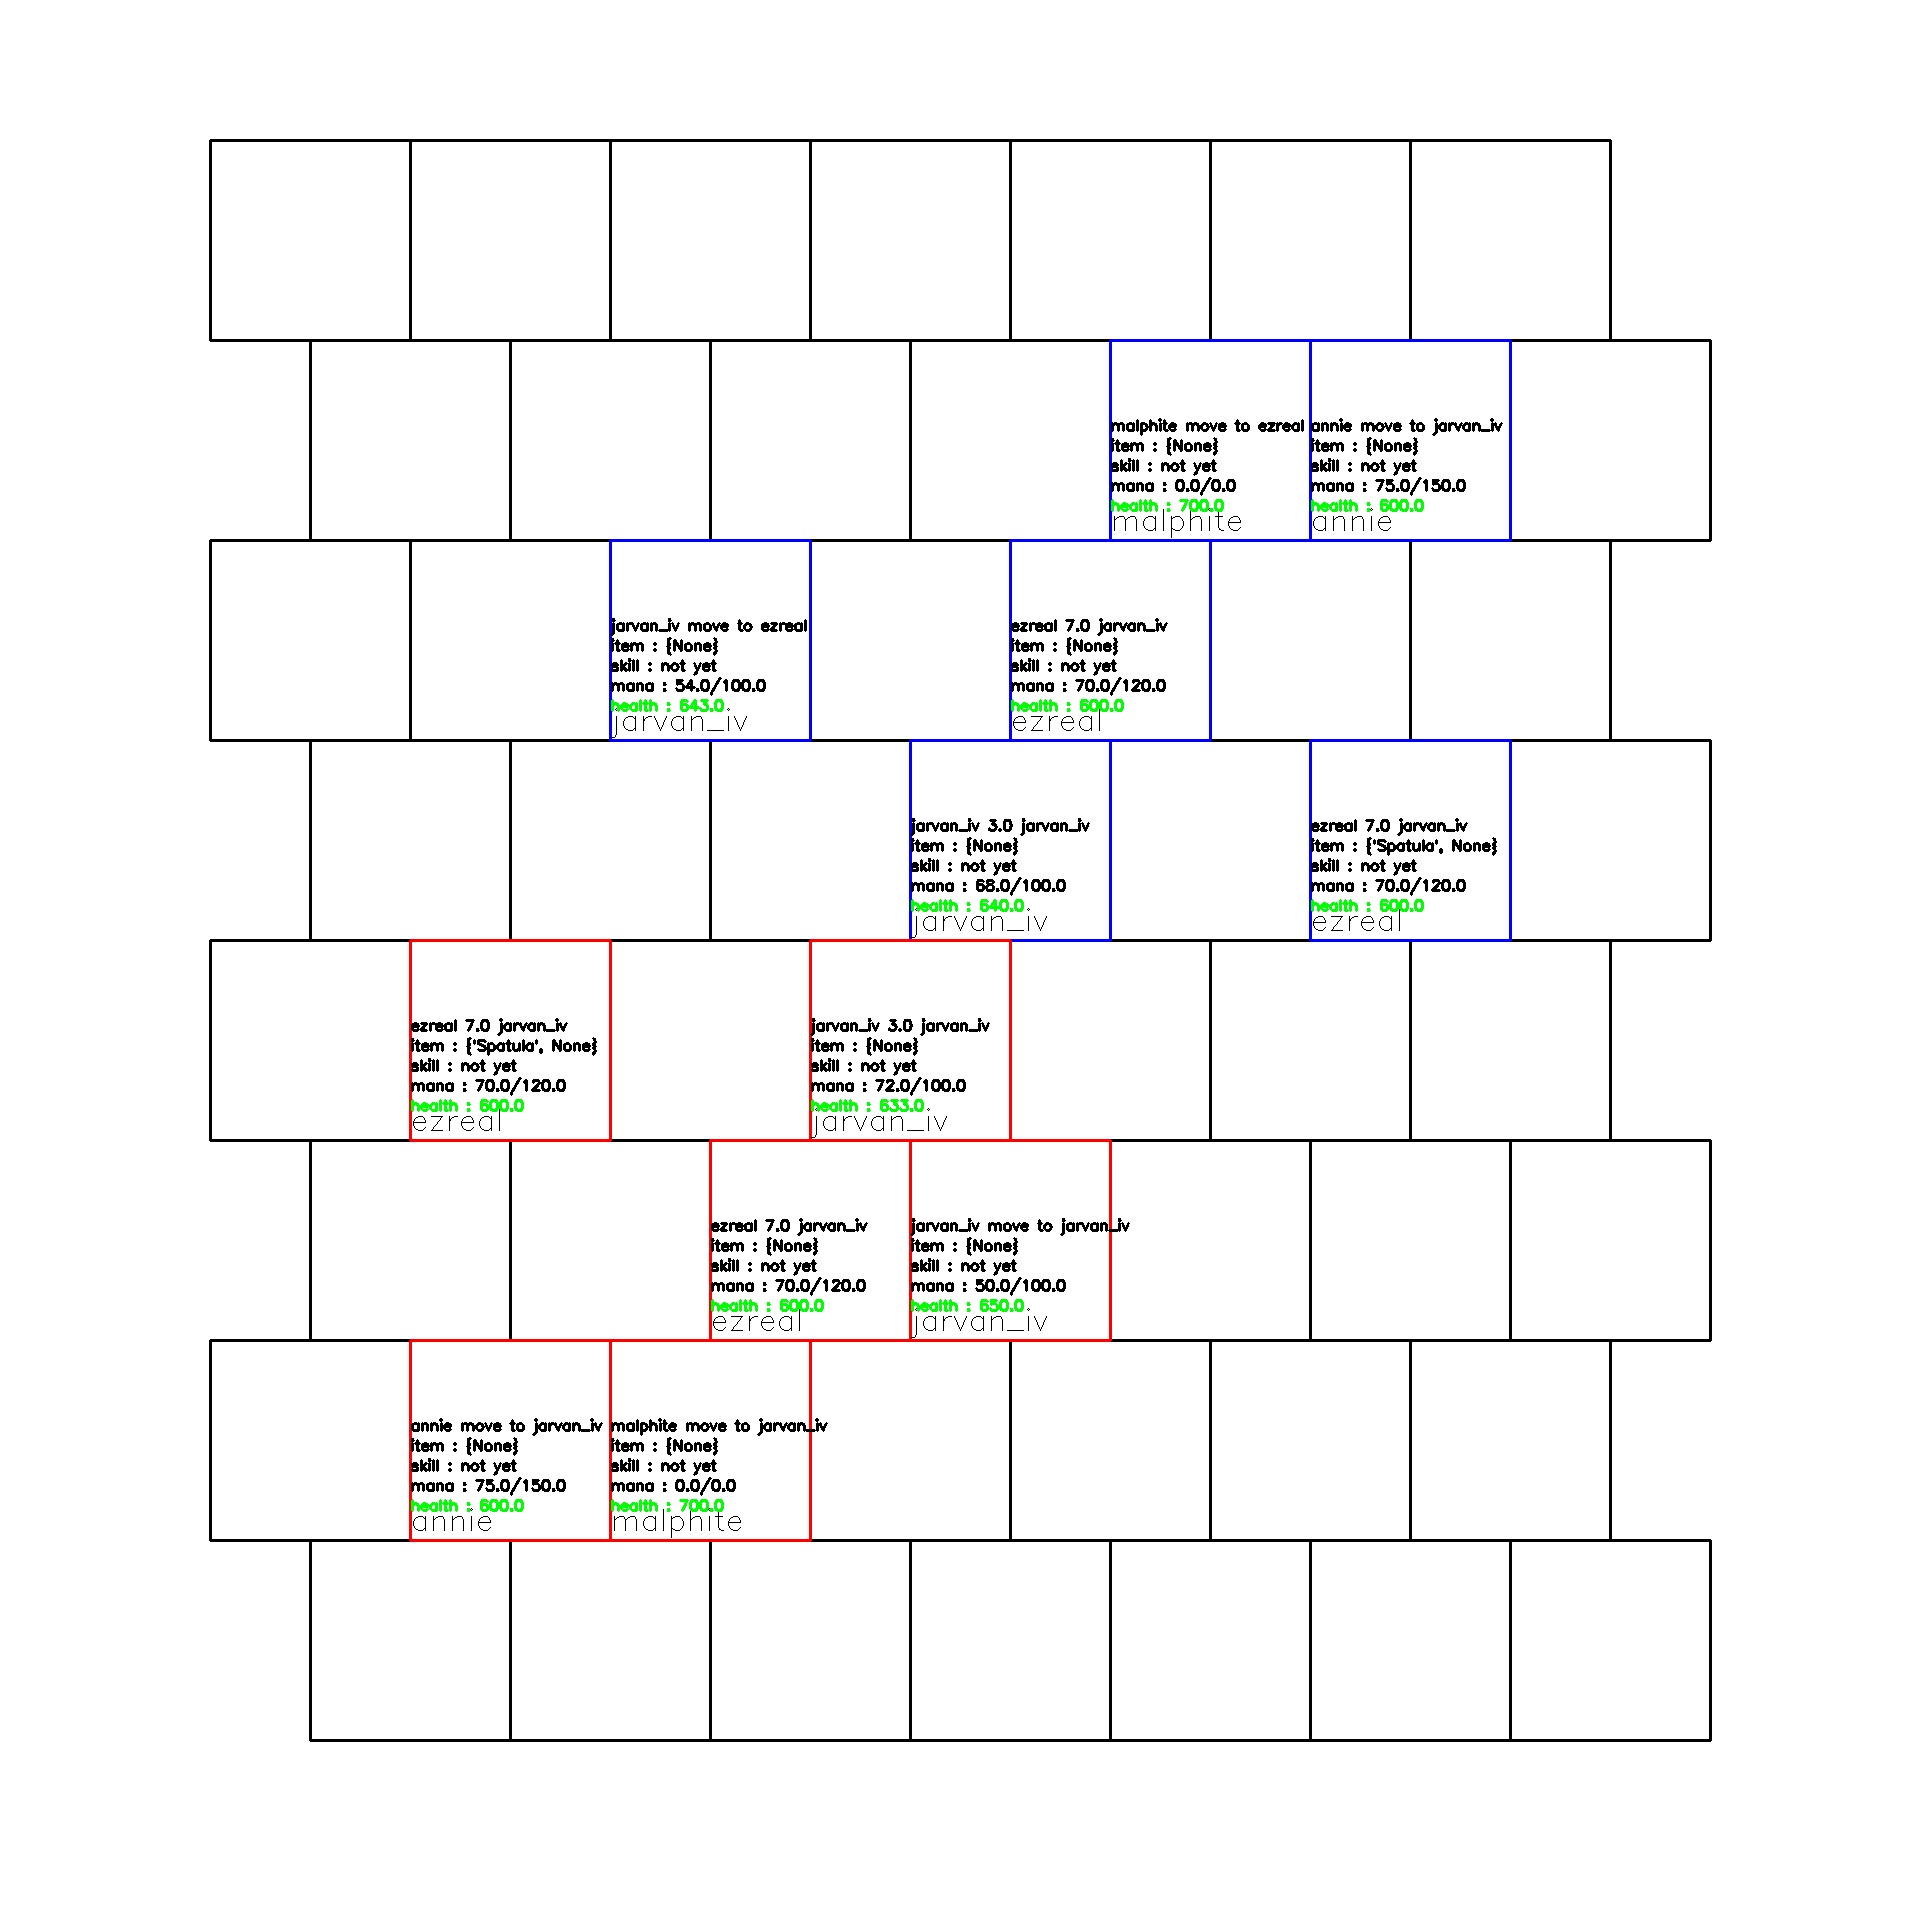 malphite move to ezreal
item : {None}
skill : not yet
mana : 0.0/0.0
health : 700.0
malphite
annie move to jarvan_iv
item : {None}
skill : not yet
mana : 75.0/150.0
health : 600.0
annie
jarvan_iv move to ezreal
item : {None}
skill : not yet
mana : 54.0/100.0
health : 643.0
jarvan_iv
ezreal 7.0 jarvan_iv
item : {None}
skill : not yet
mana : 70.0/120.0
health : 600.0
ezreal
jarvan_iv 3.0 jarvan_iv
item : {None}
skill : not yet
mana : 68.0/100.0
health : 640.0
jarvan_iv
ezreal 7.0 jarvan_iv
item : {'Spatula', None}
skill : not yet
mana : 70.0/120.0
health : 600.0
ezreal
ezreal 7.0 jarvan_iv
item : {'Spatula', None}
skill : not yet
mana : 70.0/120.0
health : 600.0
ezreal
jarvan_iv 3.0 jarvan_iv
item : {None}
skill : not yet
mana : 72.0/100.0
health : 633.0
jarvan_iv
ezreal 7.0 jarvan_iv
item : {None}
skill : not yet
mana : 70.0/120.0
health : 600.0
ezreal
jarvan_iv move to jarvan_iv
item : {None}
skill : not yet
mana : 50.0/100.0
health : 650.0
jarvan_iv
annie move to jarvan_iv
item : {None}
skill : not yet
mana : 75.0/150.0
health : 600.0
annie
malphite move to jarvan_iv
item : {None}
skill : not yet
mana : 0.0/0.0
health : 700.0
malphite